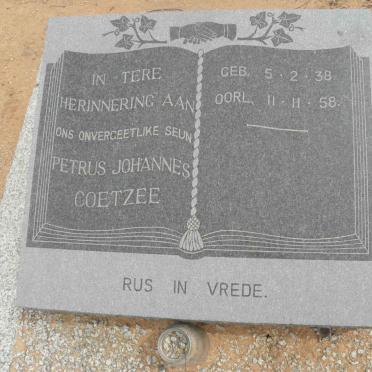 IN TERE
HERINNERING AAN
ONS ONVERGEETLIKE SEUN
PETRUS JOHANNES
COETZEE
GEB. 5·2·38.
OORL. 11·11·58.
RUS IN VREDE.